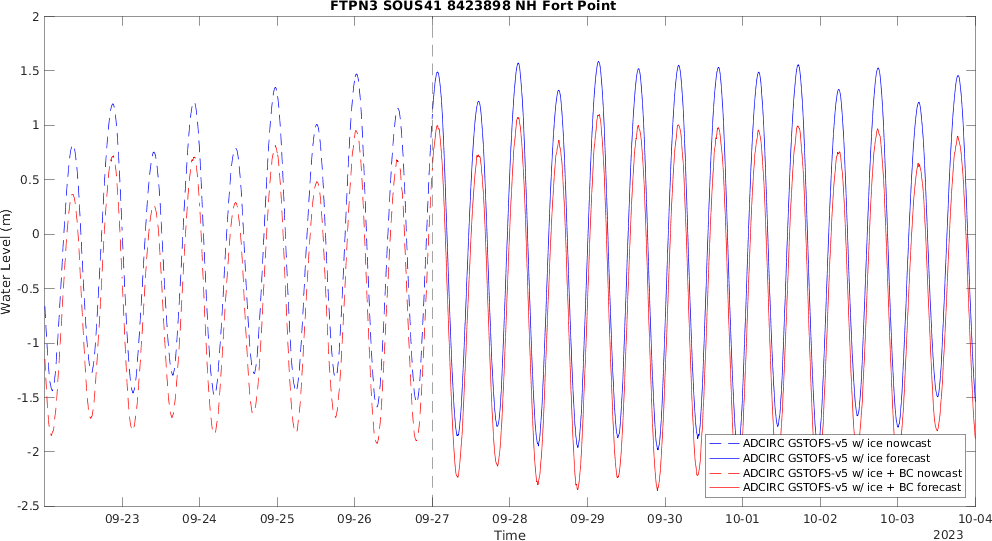 FTPN3 SOUS41 8423898 NH Fort Point
2
1.5
1
0.5
0
-0.5
-1
-1.5
-2
-2.5
Water Level (m)
ADCIRC GSTOFS-v5 w/ ice nowcast
ADCIRC GSTOFS-v5 w/ ice forecast
ADCIRC GSTOFS-v5 w/ ice + BC nowcast
ADCIRC GSTOFS-v5 w/ ice + BC forecast
09-23 09-24 09-25 09-26 09-27 09-28 09-29 09-30 10-01 10-02 10-03 10-04
Time
2023